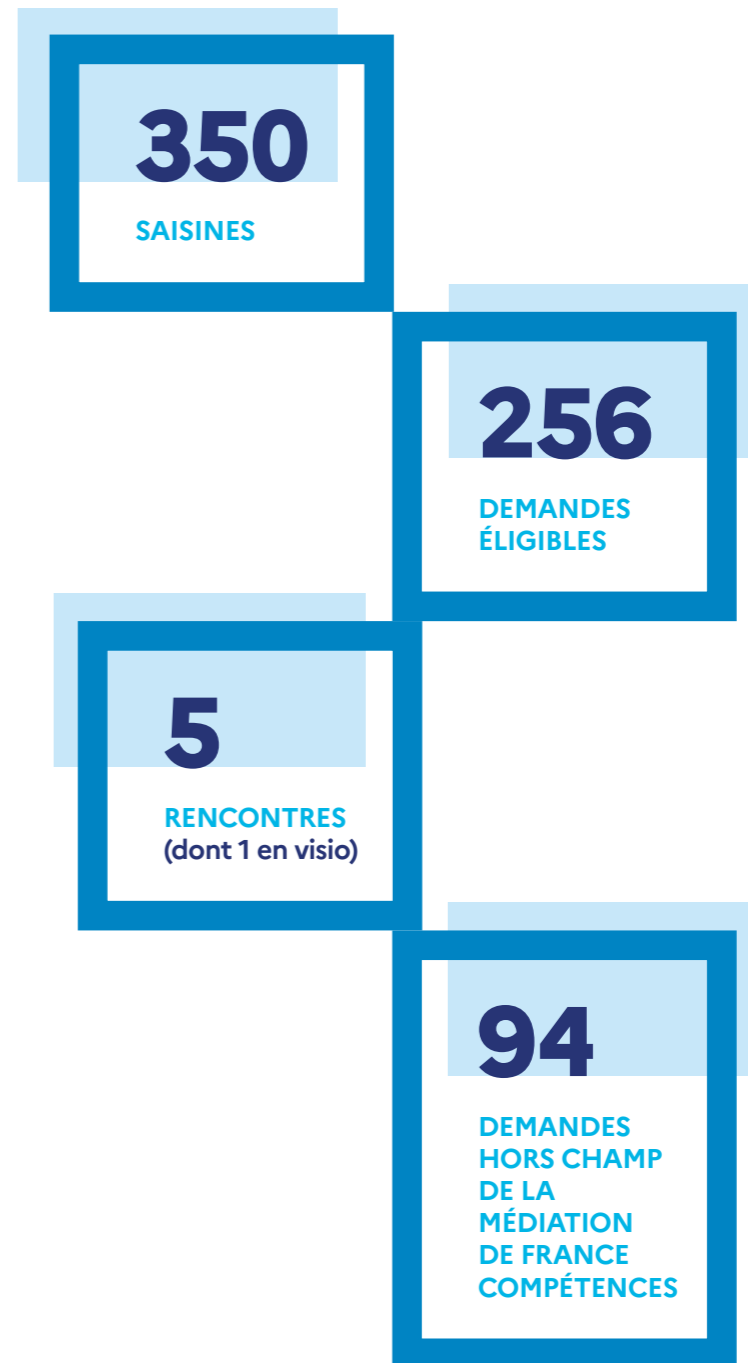 350
SAISINES
256
DEMANDES
ÉLIGIBLES
5
RENCONTRES
(dont 1 en visio)
94
DEMANDES
HORS CHAMP
DE LA
MÉDIATION
DE FRANCE
COMPÉTENCES